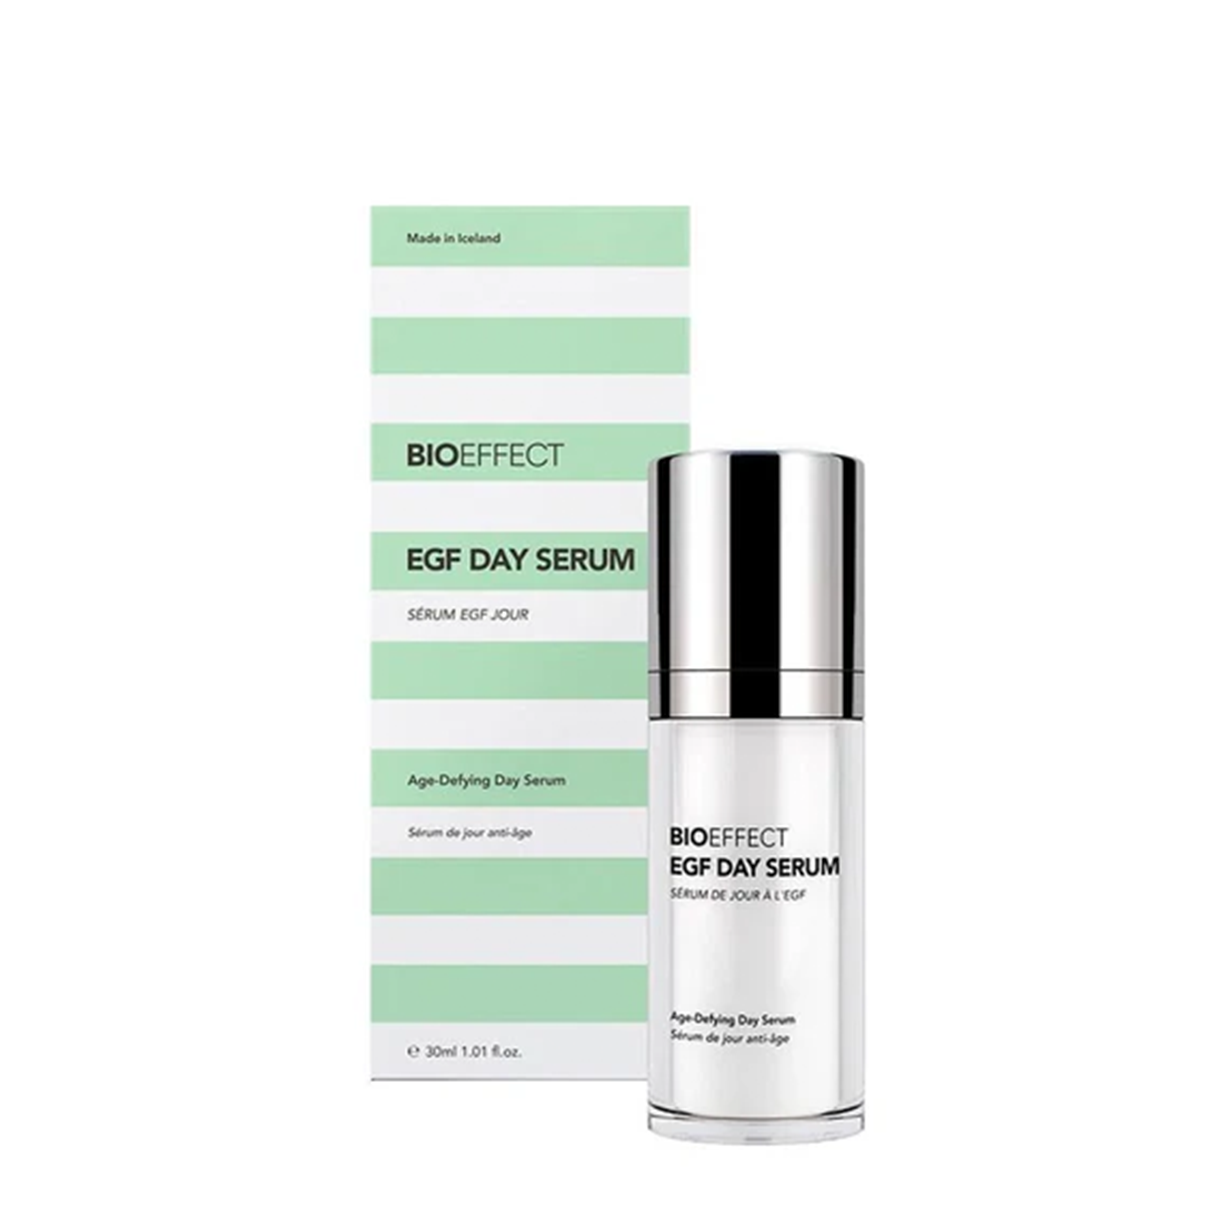 Made in Iceland
BIOEFFECT
EGF DAY SERUM
SÉRUM EGF JOUR
Age-Defying Day Serum
Sérum de jour anti-âge
℮ 30ml 1.01 fl.oz.
BIOEFFECT
EGF DAY SERUM
SÉRUM DE JOUR À L'EGF
Age-Defying Day Serum
Sérum de jour anti-âge